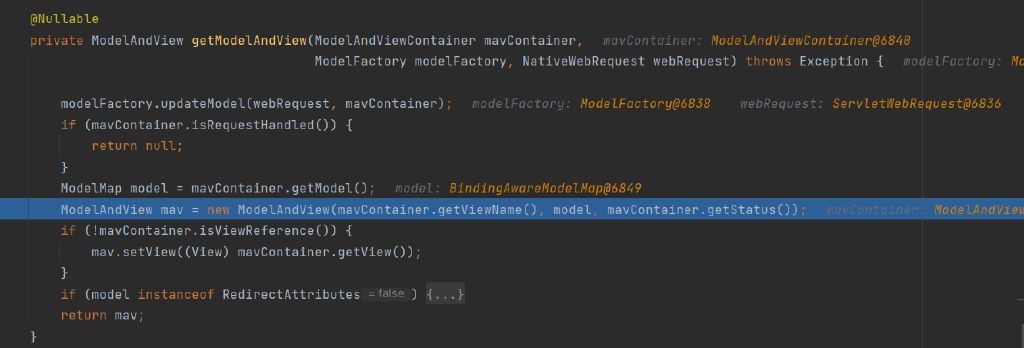 @Nullable
private ModelAndView getModelAndView(ModelAndViewContainer mavContainer, mavContainer: ModelAndViewContainer@6840
ModelFactory modelFactory, NativeWebRequest webRequest) throws Exception { modelFactory: Mo
modelFactory.updateModel(webRequest, mavContainer); modelFactory: ModelFactory@6838 webRequest: ServletWebRequest@6836
if (mavContainer.isRequestHandled()) {
return null;
}
ModelMap model = mavContainer.getModel(); model: BindingAwareModelMap@6849
ModelAndView mav = new ModelAndView(mavContainer.getViewName(), model, mavContainer.getStatus()); mavContainer: ModelAndView
if (!mavContainer.isViewReference()) {
mav.setView((View) mavContainer.getView());
}
if (model instanceof RedirectAttributes = false ) {...}
return mav;
}